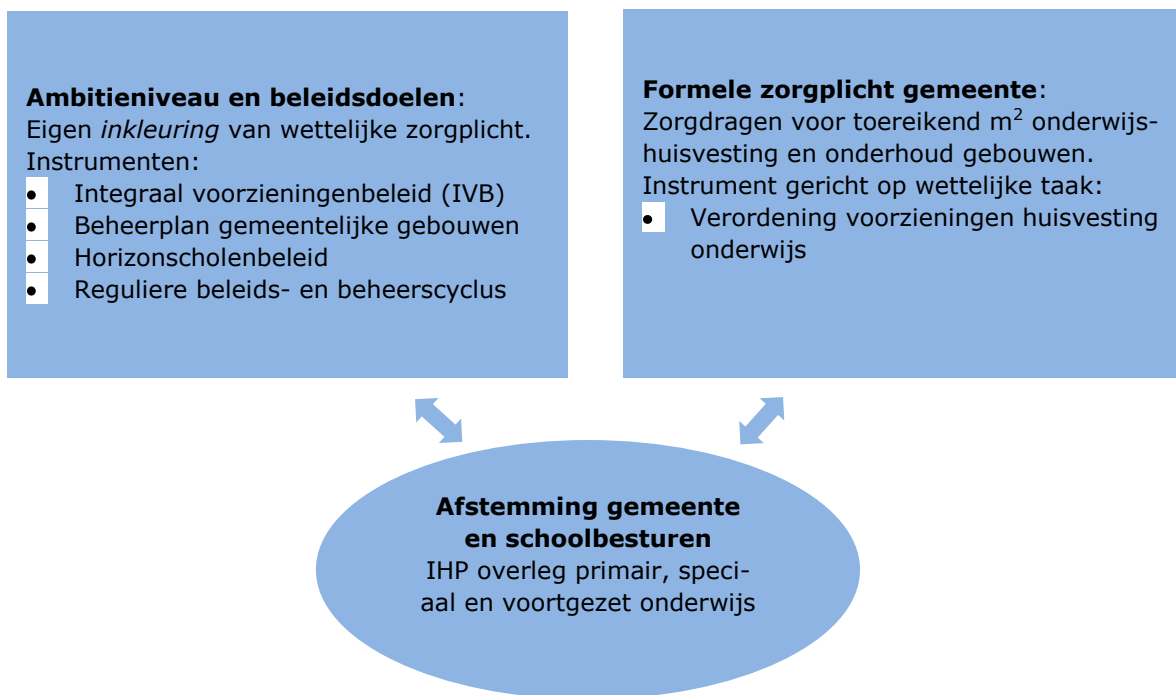 Ambitieniveau en beleidsdoelen:
Eigen inkleuring van wettelijke zorgplicht.
Instrumenten:
• Integraal voorzieningenbeleid (IVB)
• Beheerplan gemeentelijke gebouwen
• Horizonscholenbeleid
• Reguliere beleids- en beheerscyclus
Formele zorgplicht gemeente:
Zorgdragen voor toereikend m² onderwijs-
huisvesting en onderhoud gebouwen.
Instrument gericht op wettelijke taak:
• Verordening voorzieningen huisvesting
onderwijs
Afstemming gemeente
en schoolbesturen
IHP overleg primair, speci-
aal en voortgezet onderwijs